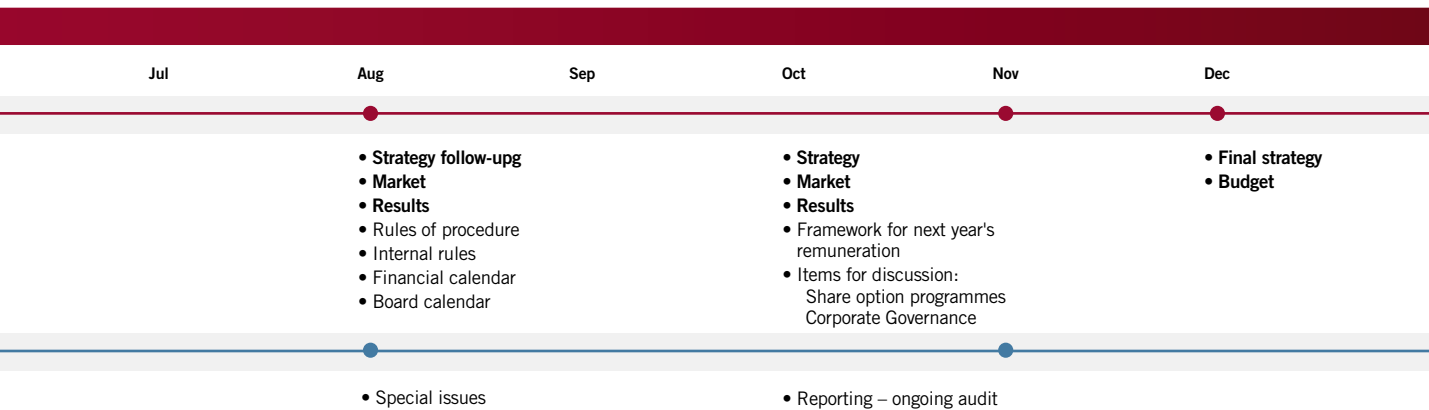 Jul Aug Sep Oct Nov Dec
• Strategy follow-upg
• Market
• Results
• Rules of procedure
• Internal rules
• Financial calendar
• Board calendar
• Strategy
• Market
• Results
• Framework for next year's
remuneration
• Items for discussion:
Share option programmes
Corporate Governance
• Final strategy
• Budget
• Special issues
• Reporting – ongoing audit